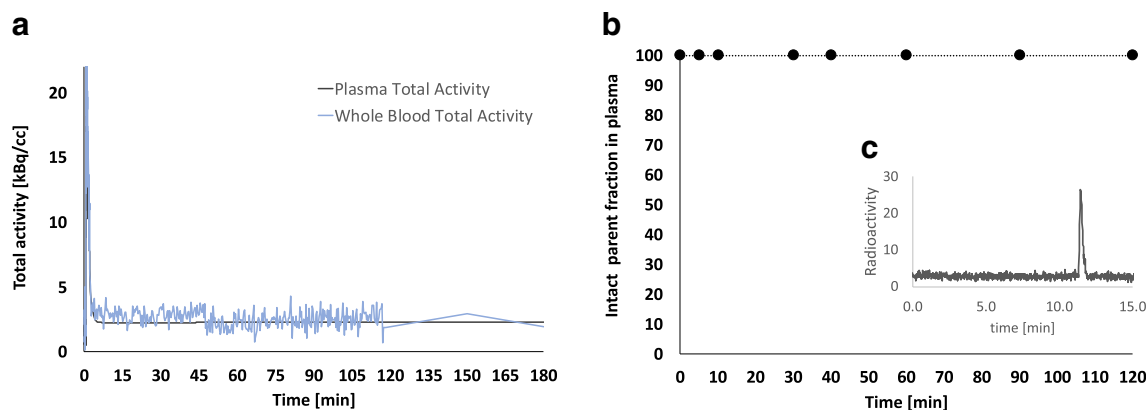 a
Total activity [kBq/cc]
20
15
10
5
0
Plasma Total Activity
Whole Blood Total Activity
0 15 30 45 60 75 90 105 120 135 150 165 180
Time [min]
b
Intact parent fraction in plasma
100
90
80
70
60
50
40
30
20
10
0
0 10 20 30 40 50 60 70 80 90 100 110 120
Time [min]
c
Radioactivity
30
20
10
0
0.0 5.0 10.0 15.0
time [min]